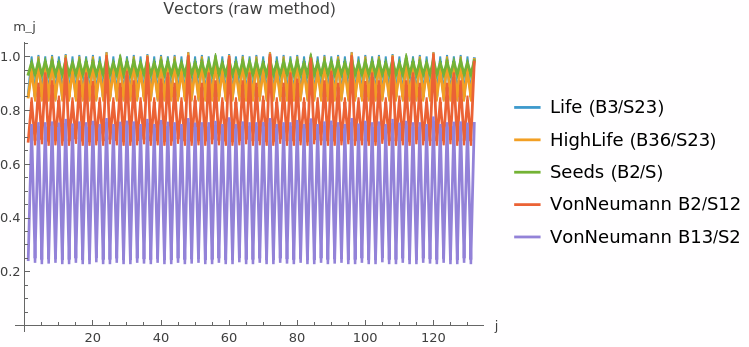 Vectors (raw method)
m_j
1.0
0.8
0.6
0.4
0.2
20 40 60 80 100 120
j
Life (B3/S23)
HighLife (B36/S23)
Seeds (B2/S)
VonNeumann B2/S12
VonNeumann B13/S2